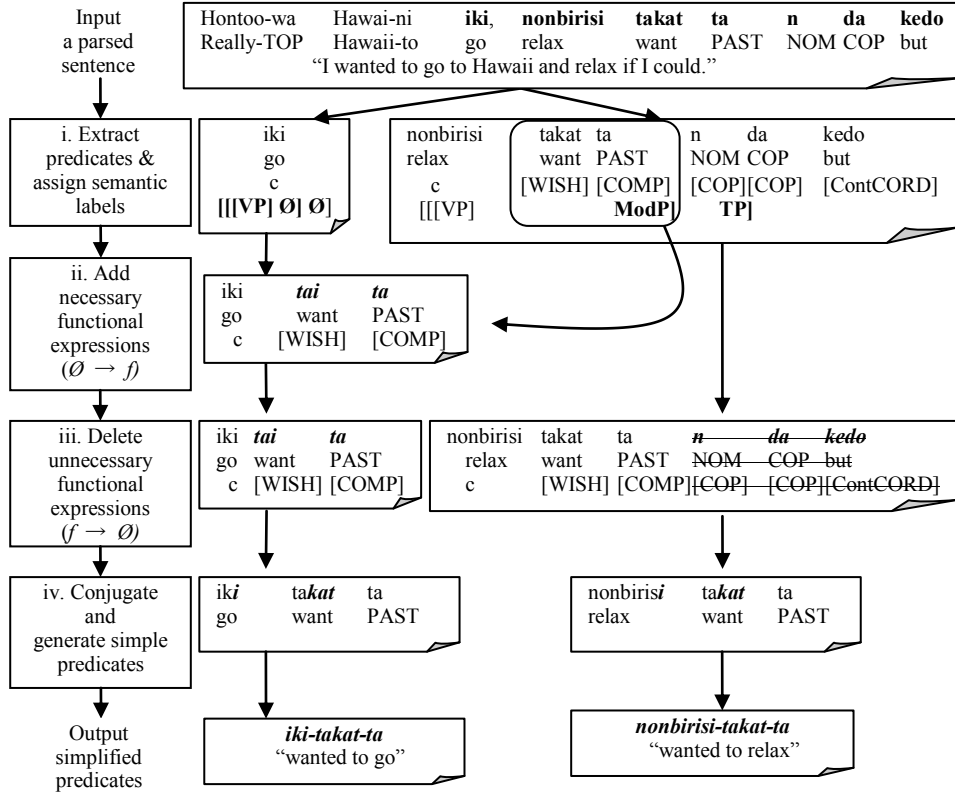 Input
a parsed
sentence
Hontoo-wa Hawai-ni iki, nonbirisi takat ta n da kedo
Really-TOP Hawaii-to go relax want PAST NOM COP but
“I wanted to go to Hawaii and relax if I could.”
i. Extract
predicates &
assign semantic
labels
iki
go
c
[[[VP] Ø] Ø]
nonbirisi takat ta n da kedo
relax want PAST NOM COP but
c [WISH] [COMP] [COP][COP] [ContCORD]
[[[VP] ModP] TP]
ii. Add
necessary
functional
expressions
(Ø → f)
iki tai ta
go want PAST
c [WISH] [COMP]
iii. Delete
unnecessary
functional
expressions
(f → Ø)
iki tai ta
go want PAST
c [WISH] [COMP]
nonbirisi takat ta n da kedo
relax want PAST NOM COP but
c [WISH] [COMP][COP] [COP][ContCORD]
iv. Conjugate
and
generate simple
predicates
iki takat ta
go want PAST
nonbirisi takat ta
relax want PAST
Output
simplified
predicates
iki-takat-ta
“wanted to go”
nonbirisi-takat-ta
“wanted to relax”